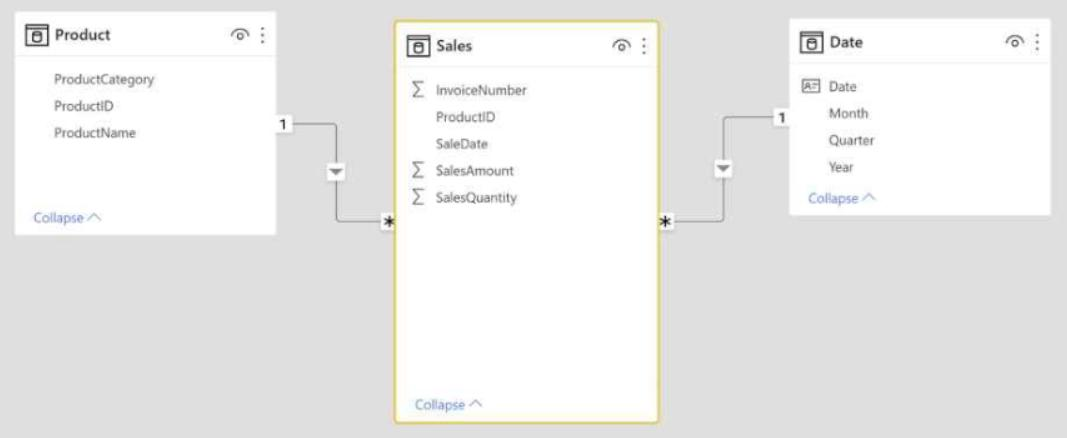 Product
ProductCategory
ProductID
ProductName
Collapse
1
*
Sales
Σ InvoiceNumber
ProductID
SaleDate
Σ SalesAmount
Σ SalesQuantity
Collapse
*
1
Date
Date
Month
Quarter
Year
Collapse